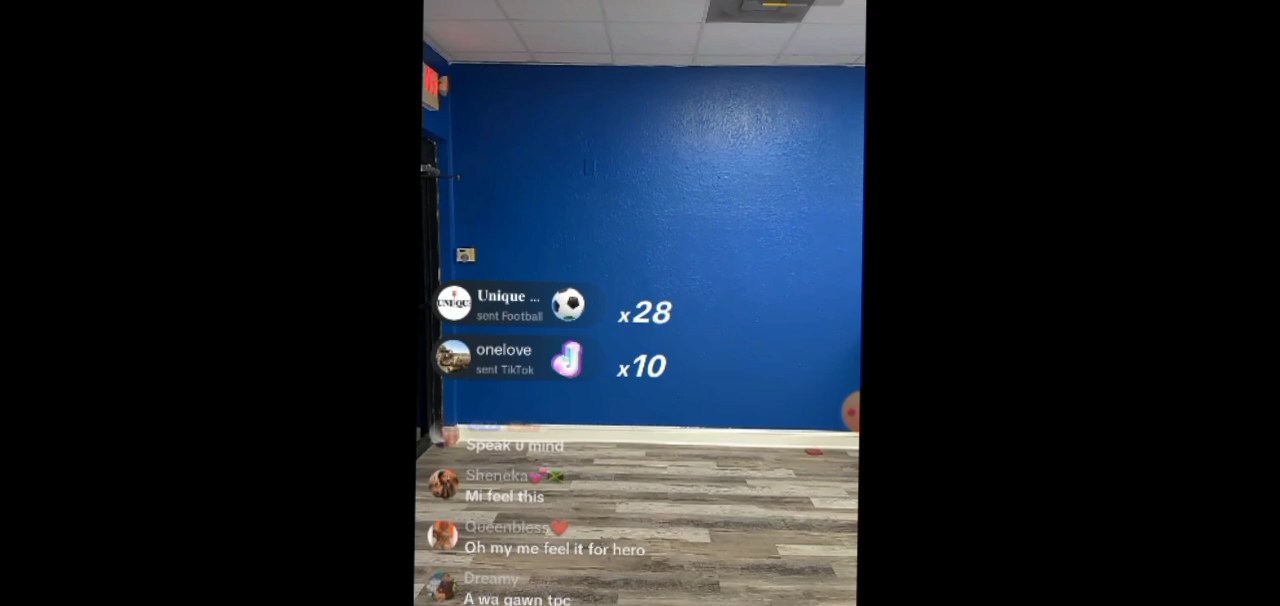 Unique ...
sent Football
x28
onelove
sent TikTok
x10
Speak u mind
Sheneka
Mi feel this
Queenbless
Oh my me feel it for hero
Dreamy
A wa gawn tpc